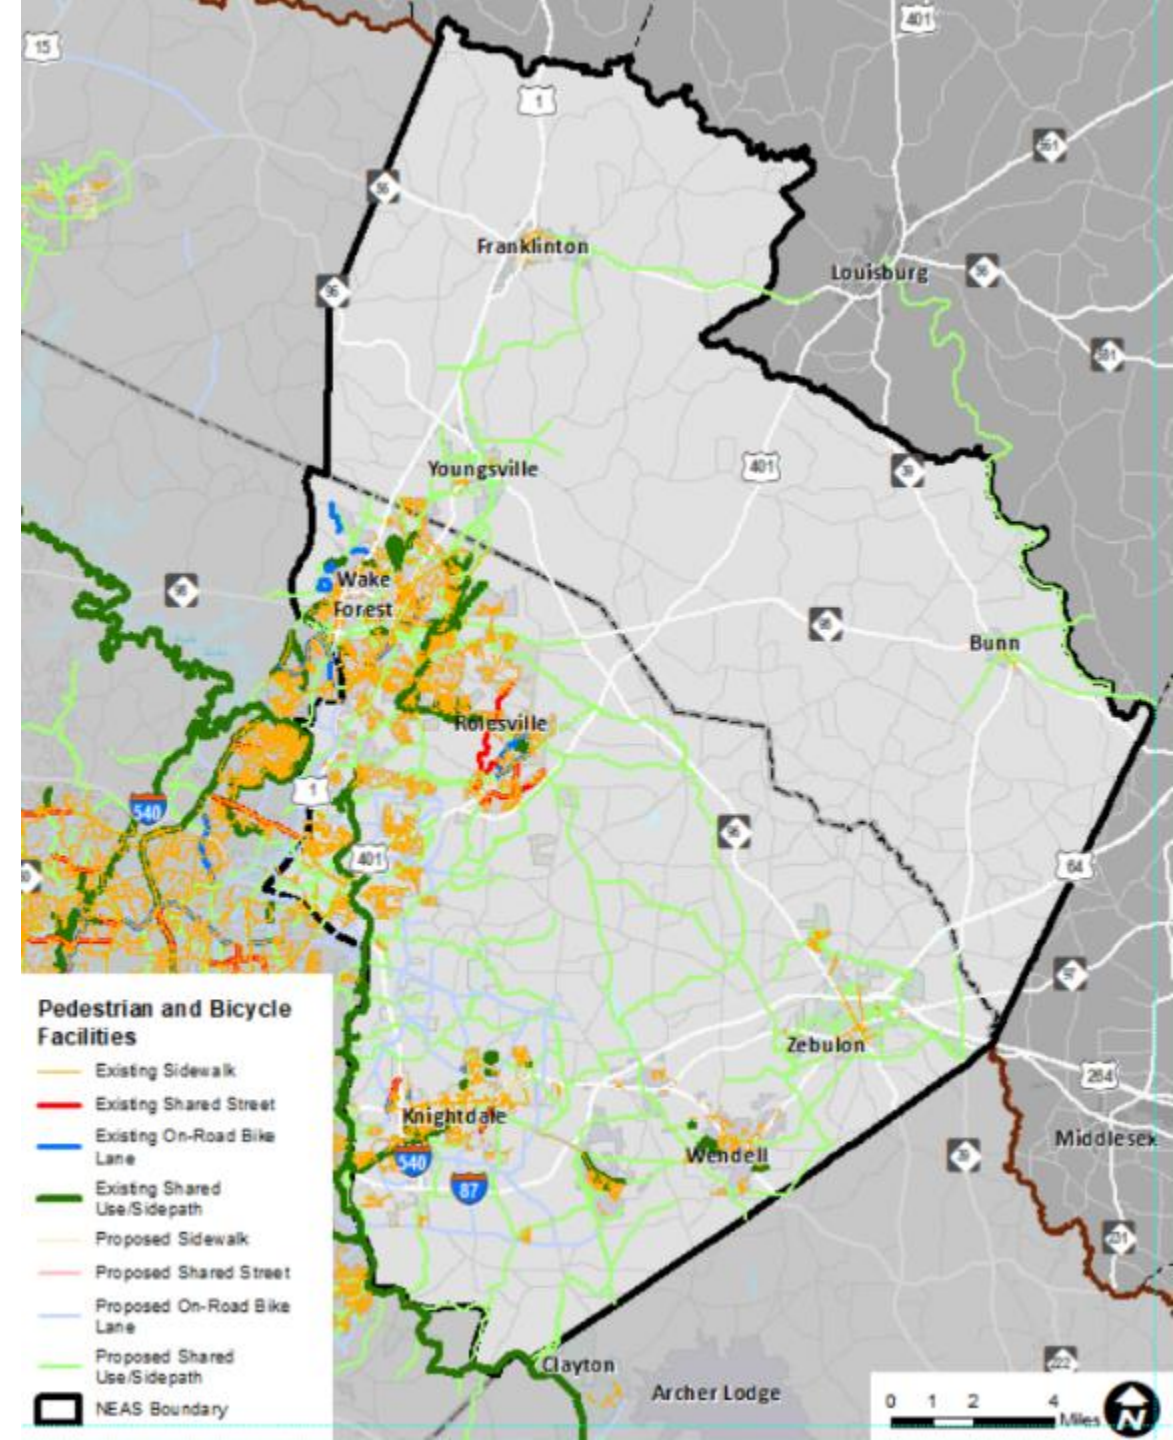 401
15
1
561
56
Franklinton
Louisburg
56
96
581
Youngsville
401
39
Wake
Forest
98
98
Bunn
Rolesville
1
540
401
96
64
97
Pedestrian and Bicycle
Facilities
Existing Sidewalk
Existing Shared Street
Existing On-Road Bike
Lane
Existing Shared
Use/Sidepath
Proposed Sidewalk
Proposed Shared Street
Proposed On-Road Bike
Lane
Proposed Shared
Use/Sidepath
NEAS Boundary
Zebulon
264
Knightdale
Middlesex
540
87
Wendell
39
231
222
Clayton
Archer Lodge
0 1 2 4
Miles
N